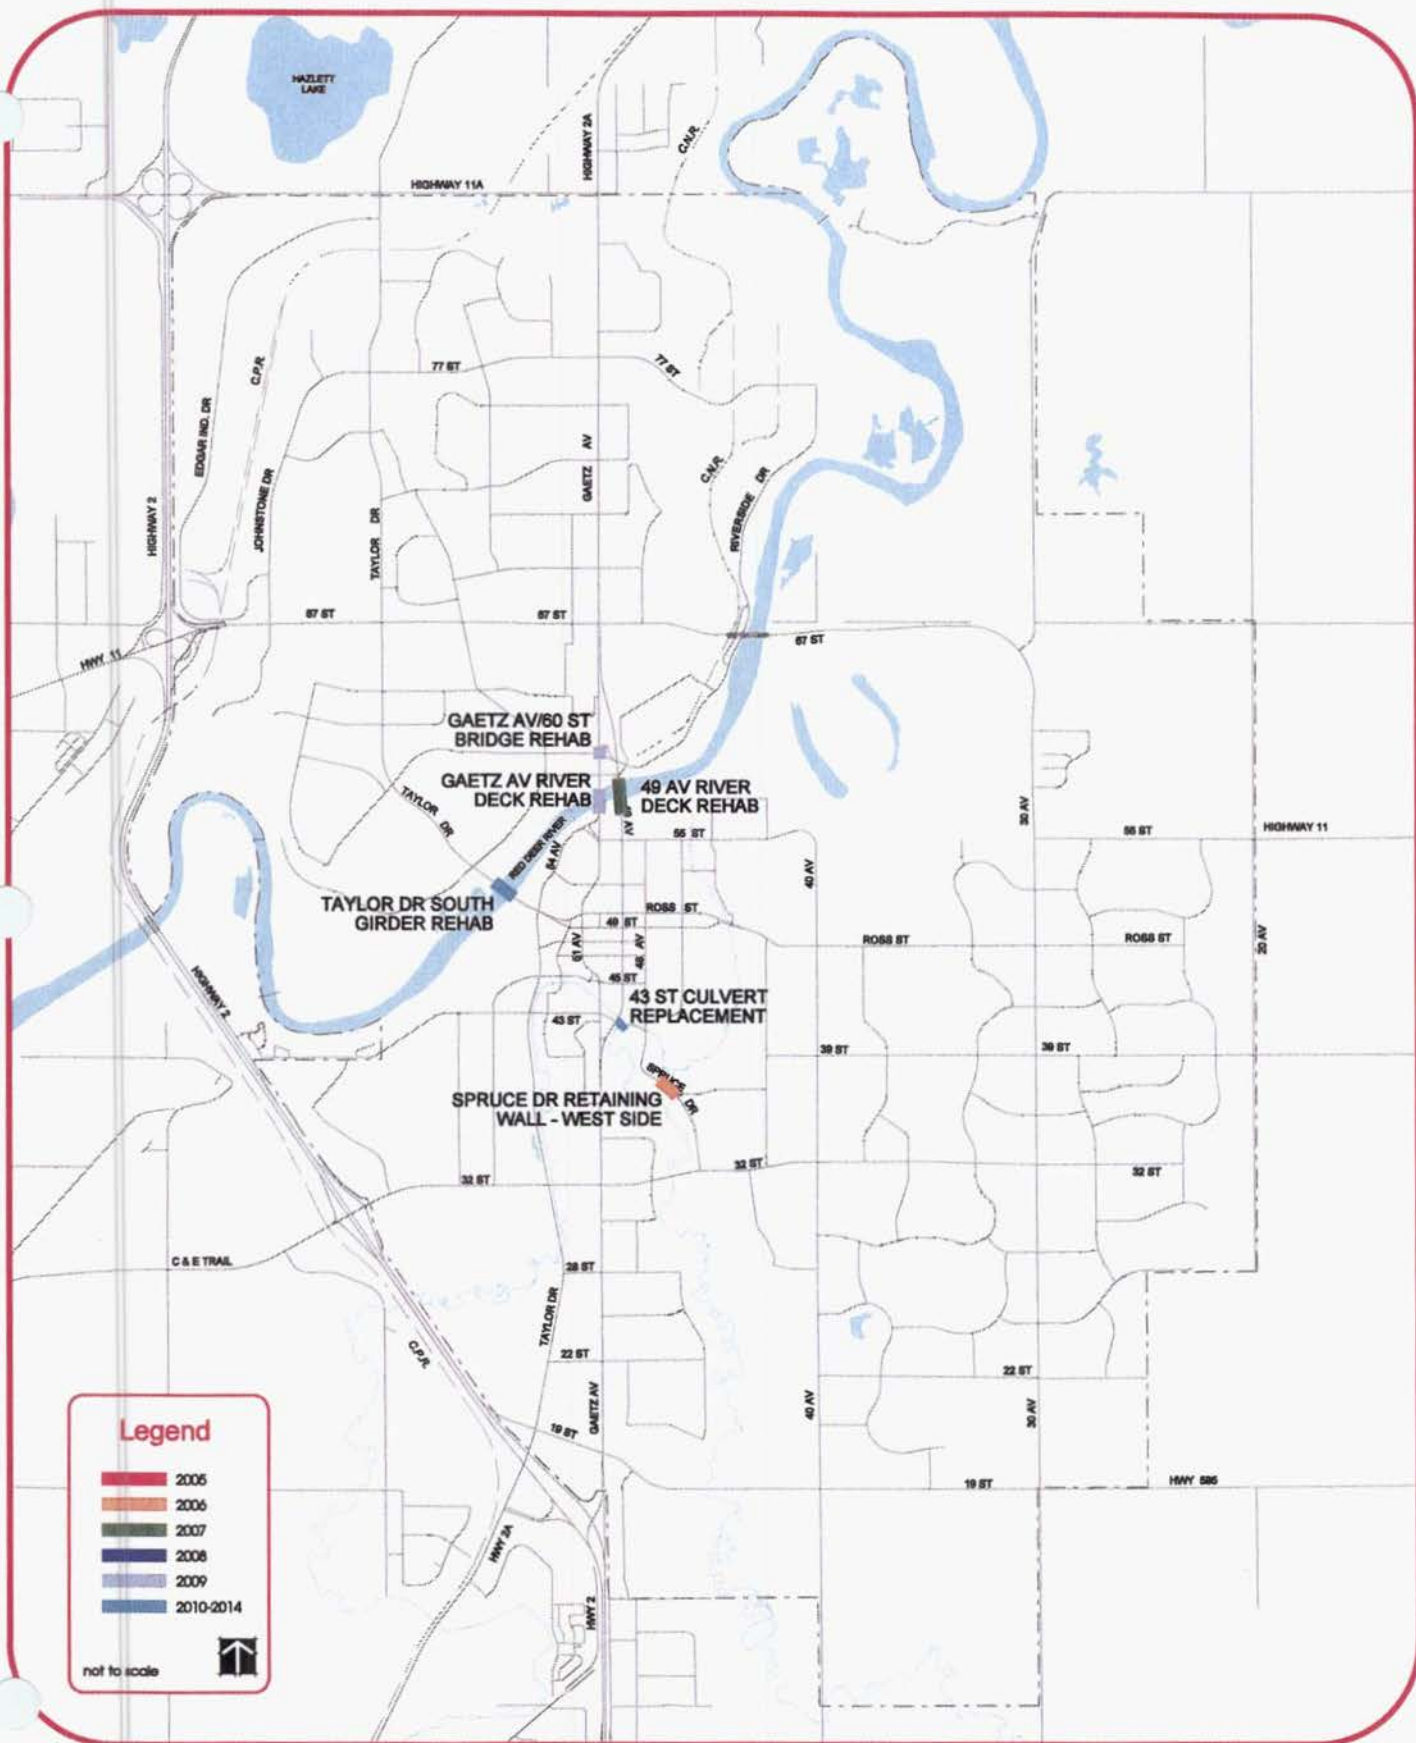 HAZLETT
LAKE
HIGHWAY 2A
C.N.R.
HIGHWAY 11A
77 ST
77 ST
C.P.R.
EDGAR IND. DR
GAETZ AV
C.N.R.
RIVERSIDE DR
JOHNSTONE DR
HIGHWAY 2
TAYLOR DR
67 ST
67 ST
67 ST
HWY 11
GAETZ AV/60 ST
BRIDGE REHAB
GAETZ AV RIVER
DECK REHAB
49 AV RIVER
DECK REHAB
TAYLOR DR
RED DEER RIVER
54 AV
55 ST
30 AV
55 ST
HIGHWAY 11
40 AV
TAYLOR DR SOUTH
GIRDER REHAB
ROSS ST
49 ST
51 AV
48 AV
ROSS ST
ROSS ST
20 AV
45 ST
HIGHWAY 2
43 ST CULVERT
REPLACEMENT
43 ST
39 ST
39 ST
SPRUCE DR
SPRUCE DR RETAINING
WALL - WEST SIDE
32 ST
32 ST
32 ST
C & E TRAIL
28 ST
TAYLOR DR
C.P.R.
22 ST
22 ST
GAETZ AV
40 AV
30 AV
19 ST
19 ST
HWY 595
HWY 2A
HWY 2
Legend
2005
2006
2007
2008
2009
2010-2014
not to scale